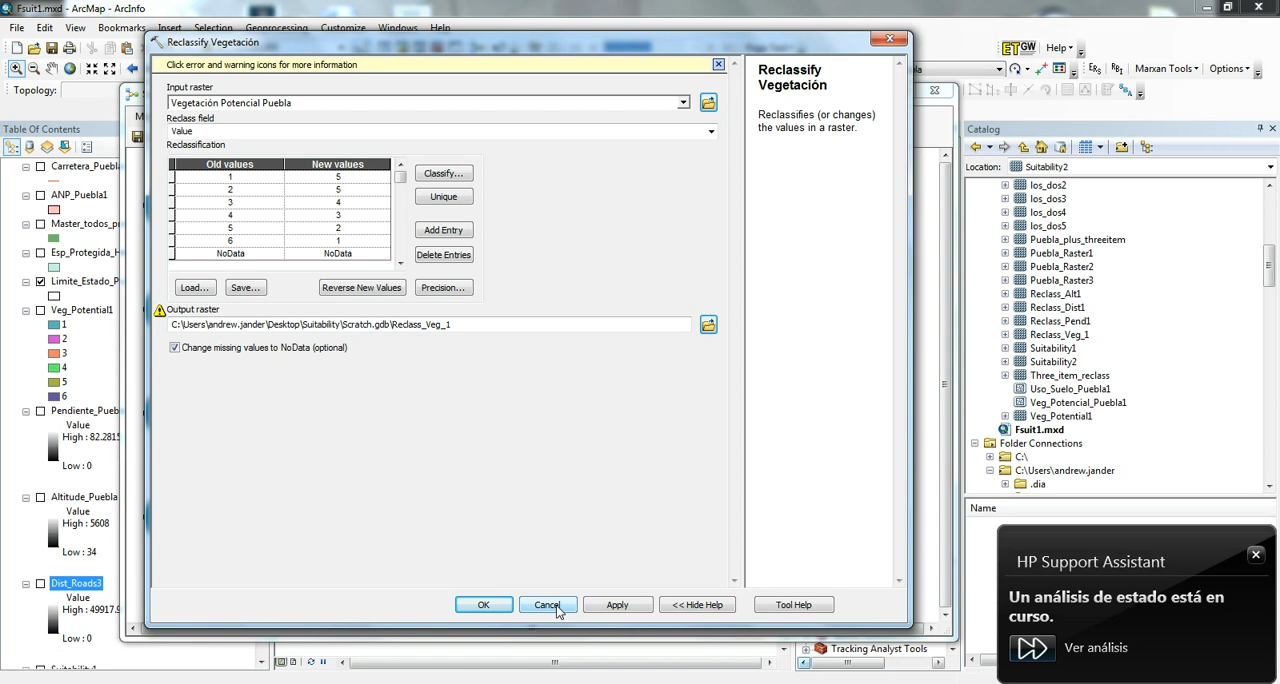 Fsuit1.mxd - ArcMap - ArcInfo
File Edit View Bookmarks Insert Selection Geoprocessing Customize Windows Help
ETGW Help
Topology:
Marxan Tools Options
Table Of Contents
Carretera_Puebla
ANP_Puebla1
Master_todos_p
Esp_Protegida_H
Limite_Estado_P
Veg_Potential1
1
2
3
4
5
6
Pendiente_Pueb
Value
High : 82.2815
Low : 0
Altitude_Puebla
Value
High : 5608
Low : 34
Dist_Roads3
Value
High : 49917.9
Low : 0
Suitability1
Reclassify Vegetación
Click error and warning icons for more information
Input raster
Vegetación Potencial Puebla
Reclass field
Value
Reclassification
Old values New values
1 5
2 5
3 4
4 3
5 2
6 1
NoData NoData
Classify...
Unique
Add Entry
Delete Entries
Load... Save... Reverse New Values Precision...
Output raster
C:\Users\andrew.jander\Desktop\Suitability\Scratch.gdb\Reclass_Veg_1
Change missing values to NoData (optional)
OK Cancel Apply << Hide Help Tool Help
Reclassify
Vegetación
Reclassifies (or changes)
the values in a raster.
Catalog
Location: Suitability2
los_dos2
los_dos3
los_dos4
los_dos5
Puebla_plus_threeitem
Puebla_Raster1
Puebla_Raster2
Puebla_Raster3
Reclass_Alt1
Reclass_Dist1
Reclass_Pend1
Reclass_Veg_1
Suitability1
Suitability2
Three_item_reclass
Uso_Suelo_Puebla1
Veg_Potencial_Puebla1
Veg_Potential1
Fsuit1.mxd
Folder Connections
C:\
C:\Users\andrew.jander
.dia
Name
HP Support Assistant
Un análisis de estado está en
curso.
Ver análisis
Tracking Analyst Tools